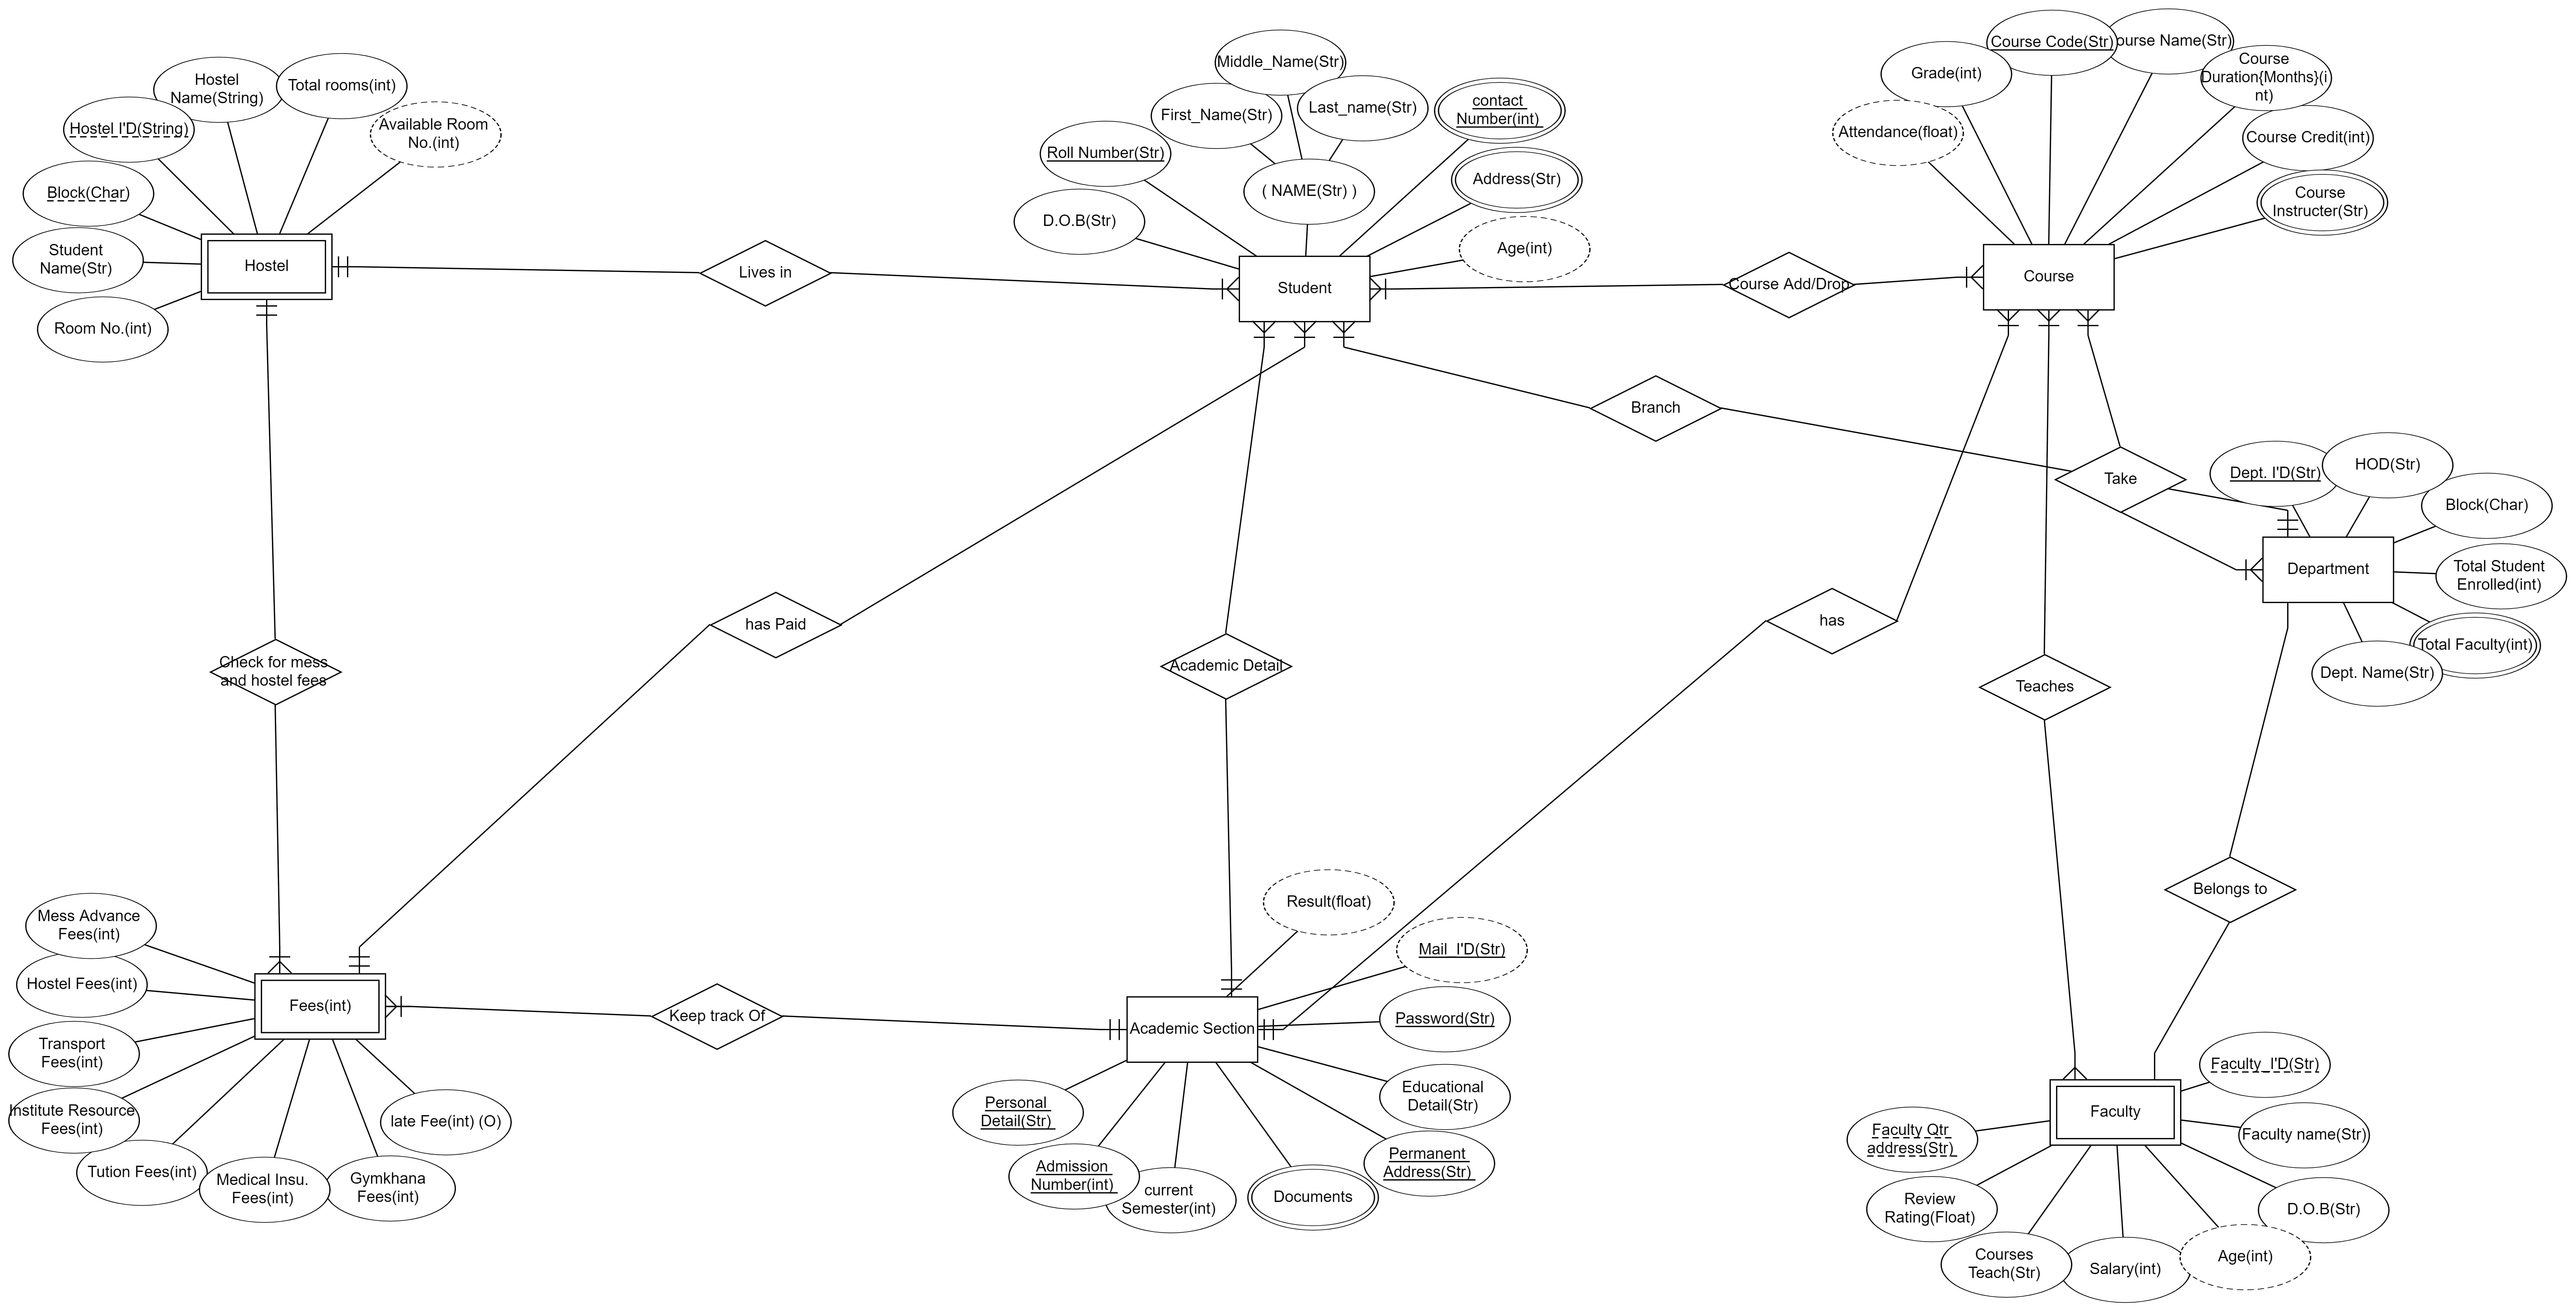 Hostel
Name(String)
Total rooms(int)
Hostel I'D(String)
Available Room
No.(int)
Block(Char)
Student
Name(Str)
Room No.(int)
Hostel
Lives in
Middle_Name(Str)
First_Name(Str)
Last_name(Str)
contact
Number(int)
Roll Number(Str)
( NAME(Str) )
Address(Str)
D.O.B(Str)
Age(int)
Student
Course Add/Drop
Course Code(Str)
ourse Name(Str)
Grade(int)
Course
Duration{Months}(i
nt)
Attendance(float)
Course Credit(int)
Course
Instructer(Str)
Course
Branch
Take
Dept. I'D(Str)
HOD(Str)
Block(Char)
Department
Total Student
Enrolled(int)
Total Faculty(int)
Dept. Name(Str)
Check for mess
and hostel fees
has Paid
Academic Detail
has
Teaches
Belongs to
Mess Advance
Fees(int)
Hostel Fees(int)
Transport
Fees(int)
Institute Resource
Fees(int)
Tution Fees(int)
Medical Insu.
Fees(int)
Gymkhana
Fees(int)
late Fee(int) (O)
Fees(int)
Keep track Of
Result(float)
Mail_I'D(Str)
Password(Str)
Academic Section
Educational
Detail(Str)
Personal
Detail(Str)
Permanent
Address(Str)
Admission
Number(int)
current
Semester(int)
Documents
Faculty_I'D(Str)
Faculty
Faculty name(Str)
Faculty Qtr
address(Str)
Review
Rating(Float)
D.O.B(Str)
Courses
Teach(Str)
Salary(int)
Age(int)